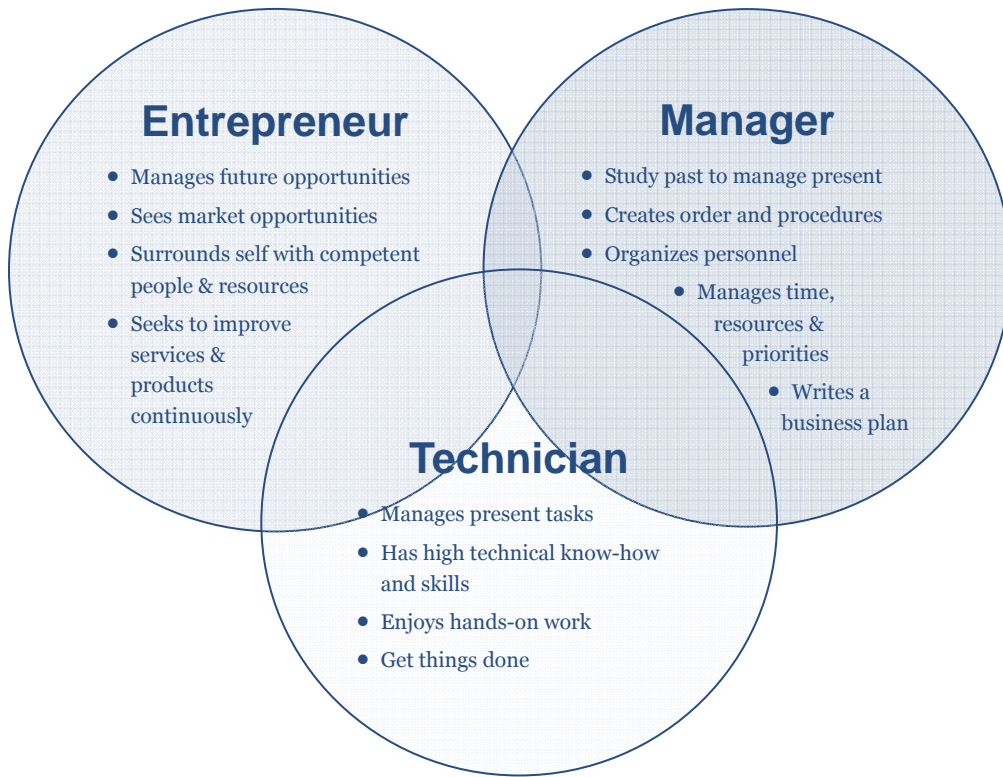 Entrepreneur
• Manages future opportunities
• Sees market opportunities
• Surrounds self with competent
people & resources
• Seeks to improve
services &
products
continuously
Manager
• Study past to manage present
• Creates order and procedures
• Organizes personnel
• Manages time,
resources &
priorities
• Writes a
business plan
Technician
• Manages present tasks
• Has high technical know-how
and skills
• Enjoys hands-on work
• Get things done